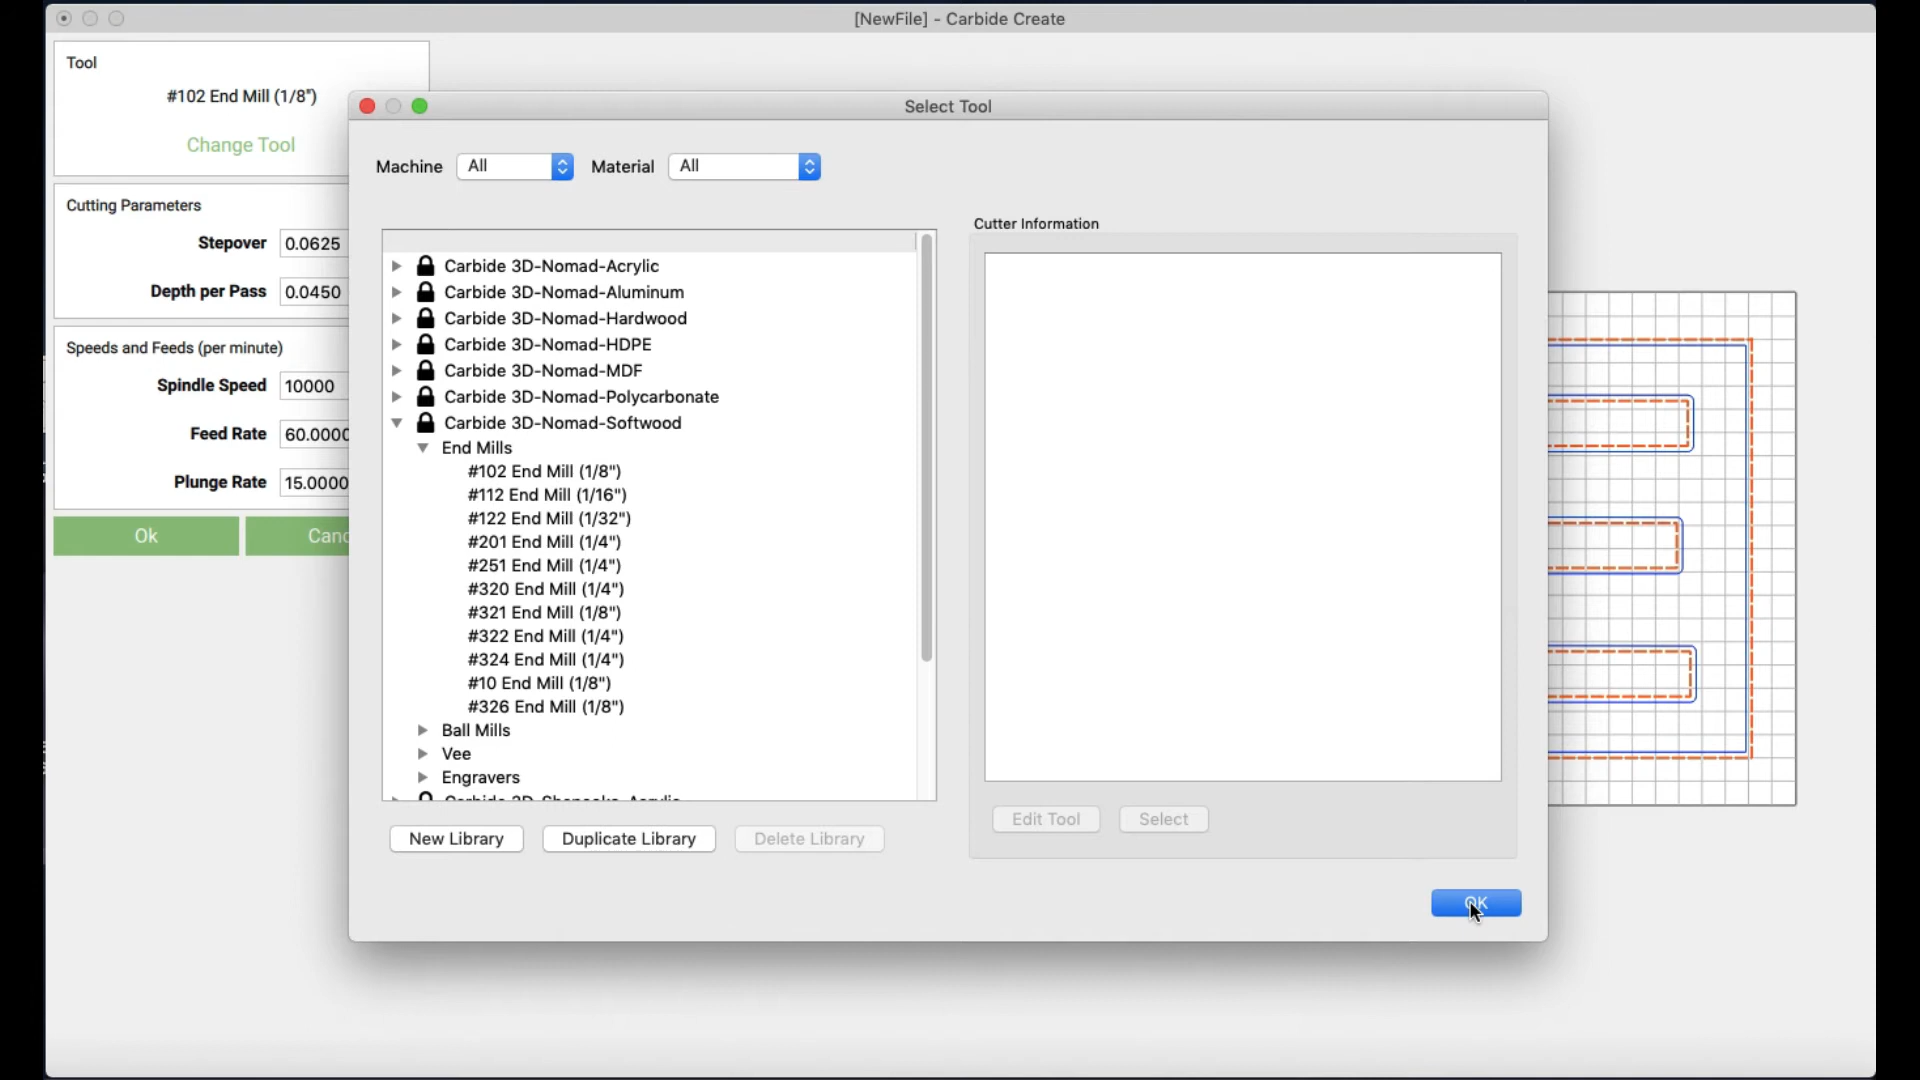 [NewFile] - Carbide Create
Tool
#102 End Mill (1/8")
Change Tool
Cutting Parameters
Stepover 0.0625
Depth per Pass 0.0450
Speeds and Feeds (per minute)
Spindle Speed 10000
Feed Rate 60.0000
Plunge Rate 15.0000
Ok Canc
Select Tool
Machine All Material All
Carbide 3D-Nomad-Acrylic
Carbide 3D-Nomad-Aluminum
Carbide 3D-Nomad-Hardwood
Carbide 3D-Nomad-HDPE
Carbide 3D-Nomad-MDF
Carbide 3D-Nomad-Polycarbonate
Carbide 3D-Nomad-Softwood
End Mills
#102 End Mill (1/8")
#112 End Mill (1/16")
#122 End Mill (1/32")
#201 End Mill (1/4")
#251 End Mill (1/4")
#320 End Mill (1/4")
#321 End Mill (1/8")
#322 End Mill (1/4")
#324 End Mill (1/4")
#10 End Mill (1/8")
#326 End Mill (1/8")
Ball Mills
Vee
Engravers
New Library Duplicate Library Delete Library
Cutter Information
Edit Tool Select
OK